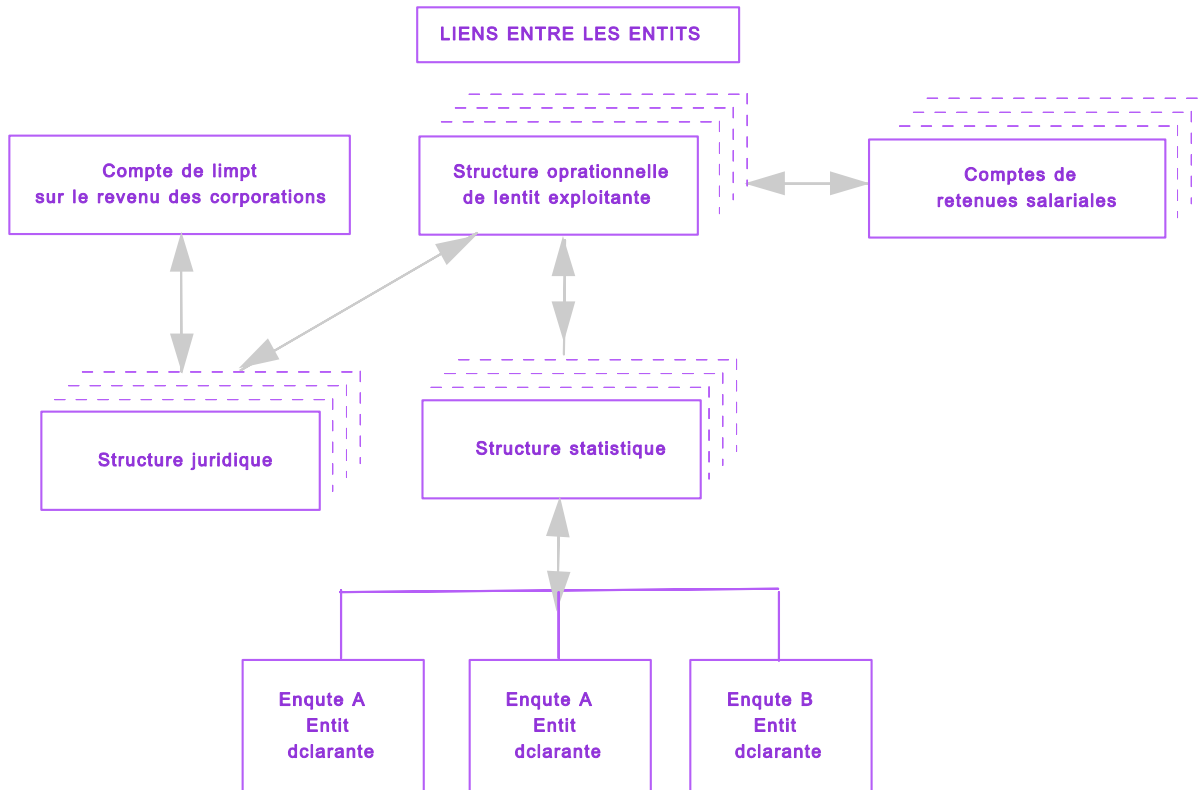 LIENS ENTRE LES ENTITS
Compte de limpt
sur le revenu des corporations
Structure oprationnelle
de lentit exploitante
Comptes de
retenues salariales
Structure juridique
Structure statistique
Enqute A
Entit
dclarante
Enqute A
Entit
dclarante
Enqute B
Entit
dclarante